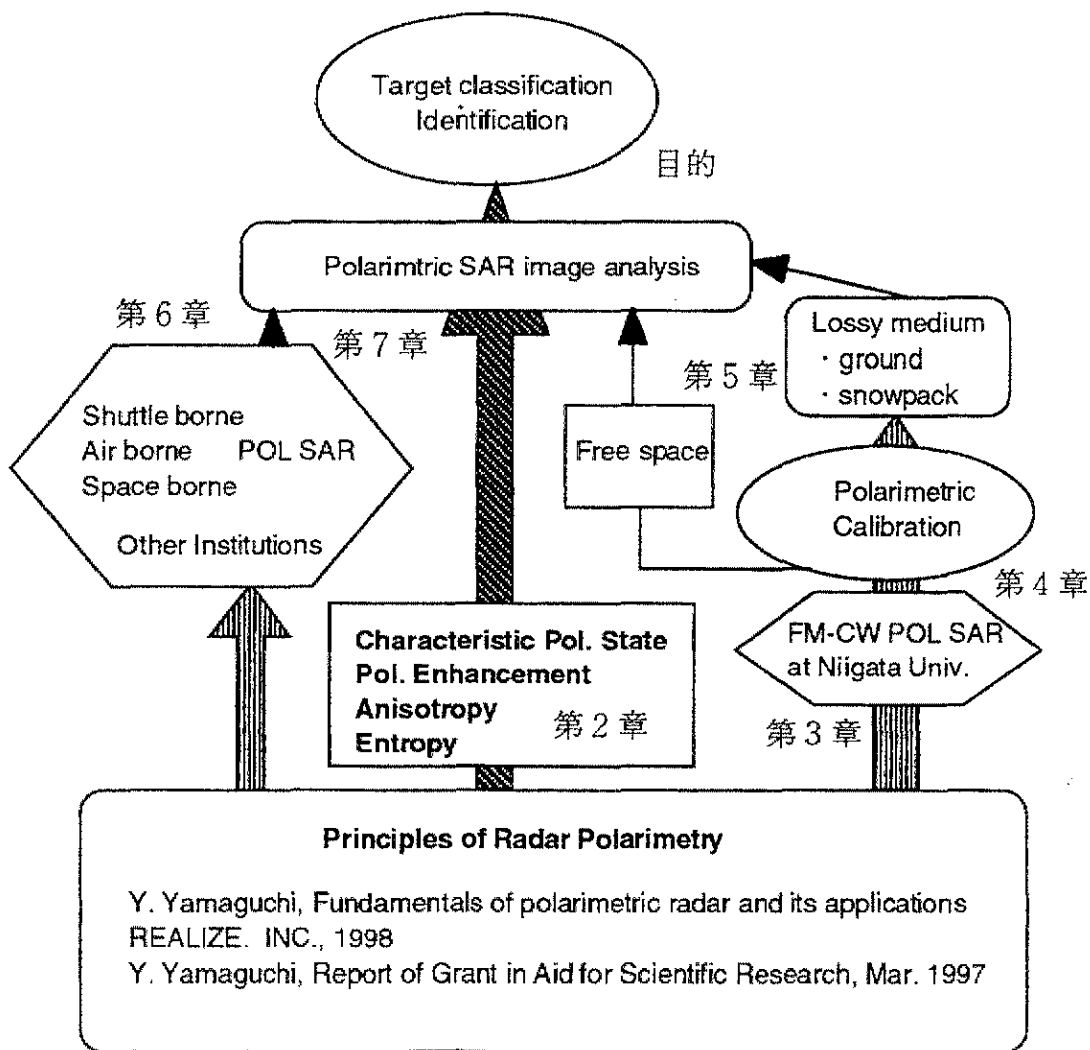 Target classification
Identification
目的
Polarimtric SAR image analysis
第6章
第7章
Lossy medium
・ground
・snowpack
第5章
Shuttle borne
Air borne POL SAR
Space borne
Other Institutions
Free space
Polarimetric
Calibration
第4章
Characteristic Pol. State
Pol. Enhancement
Anisotropy
Entropy
第2章
FM-CW POL SAR
at Niigata Univ.
第3章
Principles of Radar Polarimetry
Y. Yamaguchi, Fundamentals of polarimetric radar and its applications
REALIZE. INC., 1998
Y. Yamaguchi, Report of Grant in Aid for Scientific Research, Mar. 1997